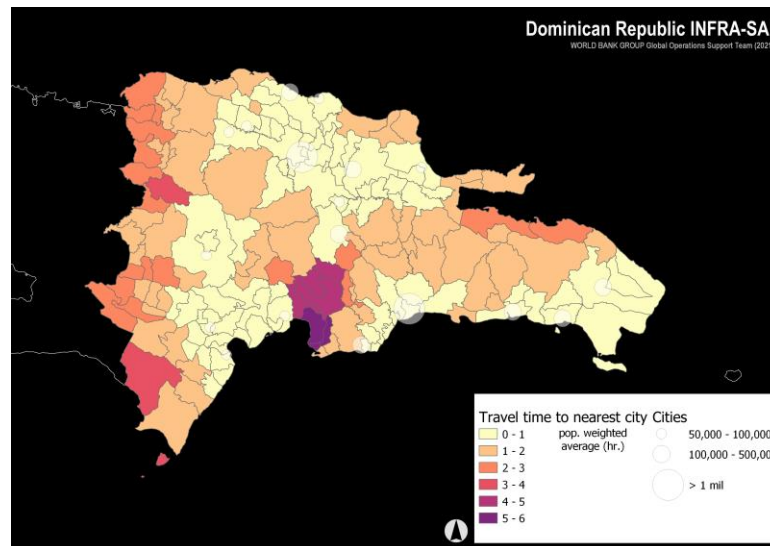 Dominican Republic INFRA-SA
WORLD BANK GROUP Global Operations Support Team (2021
Travel time to nearest city
pop. weighted
average (hr.)
0 - 1
1 - 2
2 - 3
3 - 4
4 - 5
5 - 6
Cities
50,000 - 100,000
100,000 - 500,00
> 1 mil